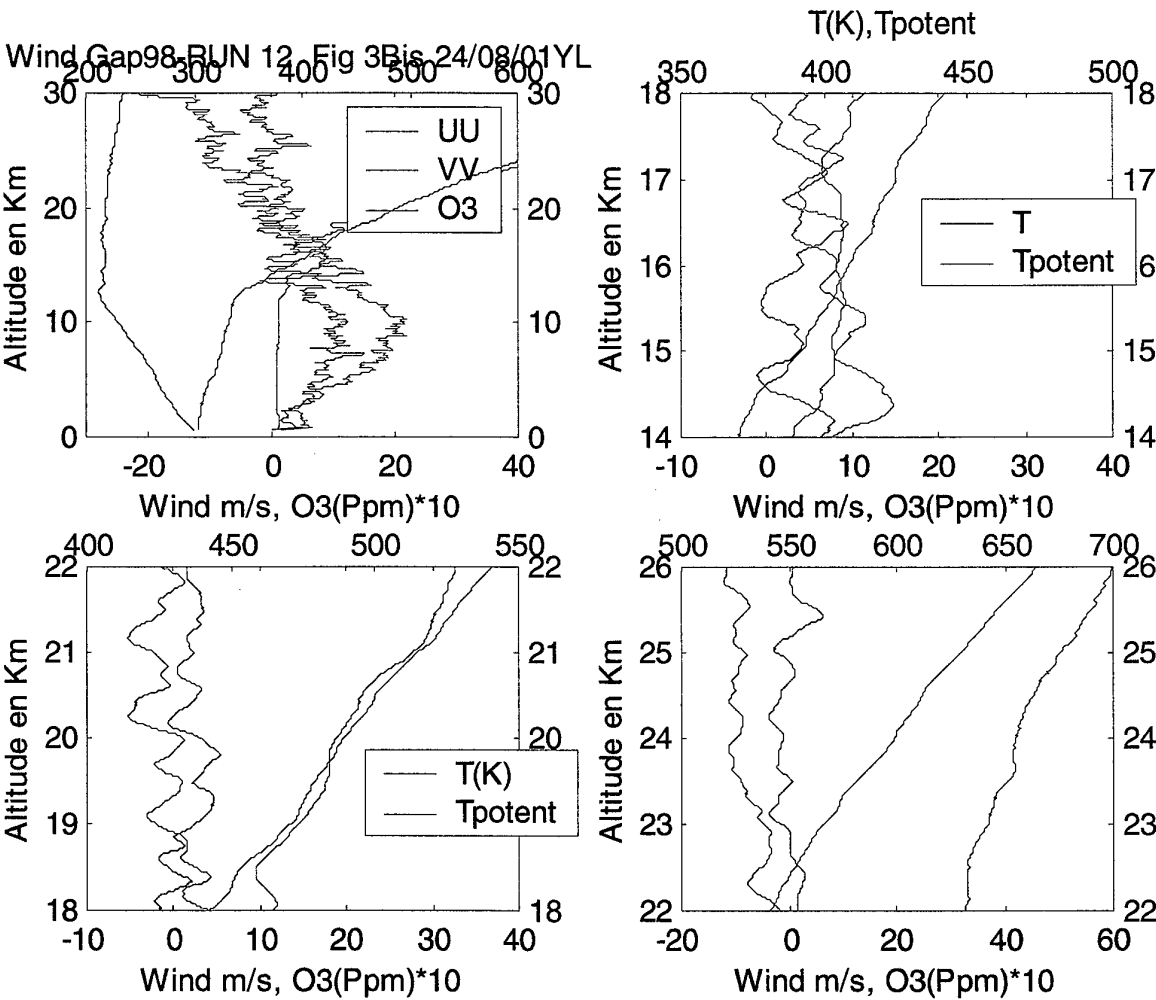 T(K),Tpotent
Wind Gap98-RUN 12 Fig 3Bis 24/08/01YL
200 300 400 500 600
30 30
20 20
10 10
0 0
Altitude en Km
UU
VV
O3
-20 0 20 40
Wind m/s, O3(Ppm)*10
350 400 450 500
18 18
17 17
16 16
15 15
14 14
Altitude en Km
T
Tpotent
-10 0 10 20 30 40
Wind m/s, O3(Ppm)*10
400 450 500 550
22 22
21 21
20 20
19
18 18
Altitude en Km
T(K)
Tpotent
-10 0 10 20 30 40
Wind m/s, O3(Ppm)*10
500 550 600 650 700
26 26
25 25
24 24
23 23
22 22
Altitude en Km
-20 0 20 40 60
Wind m/s, O3(Ppm)*10